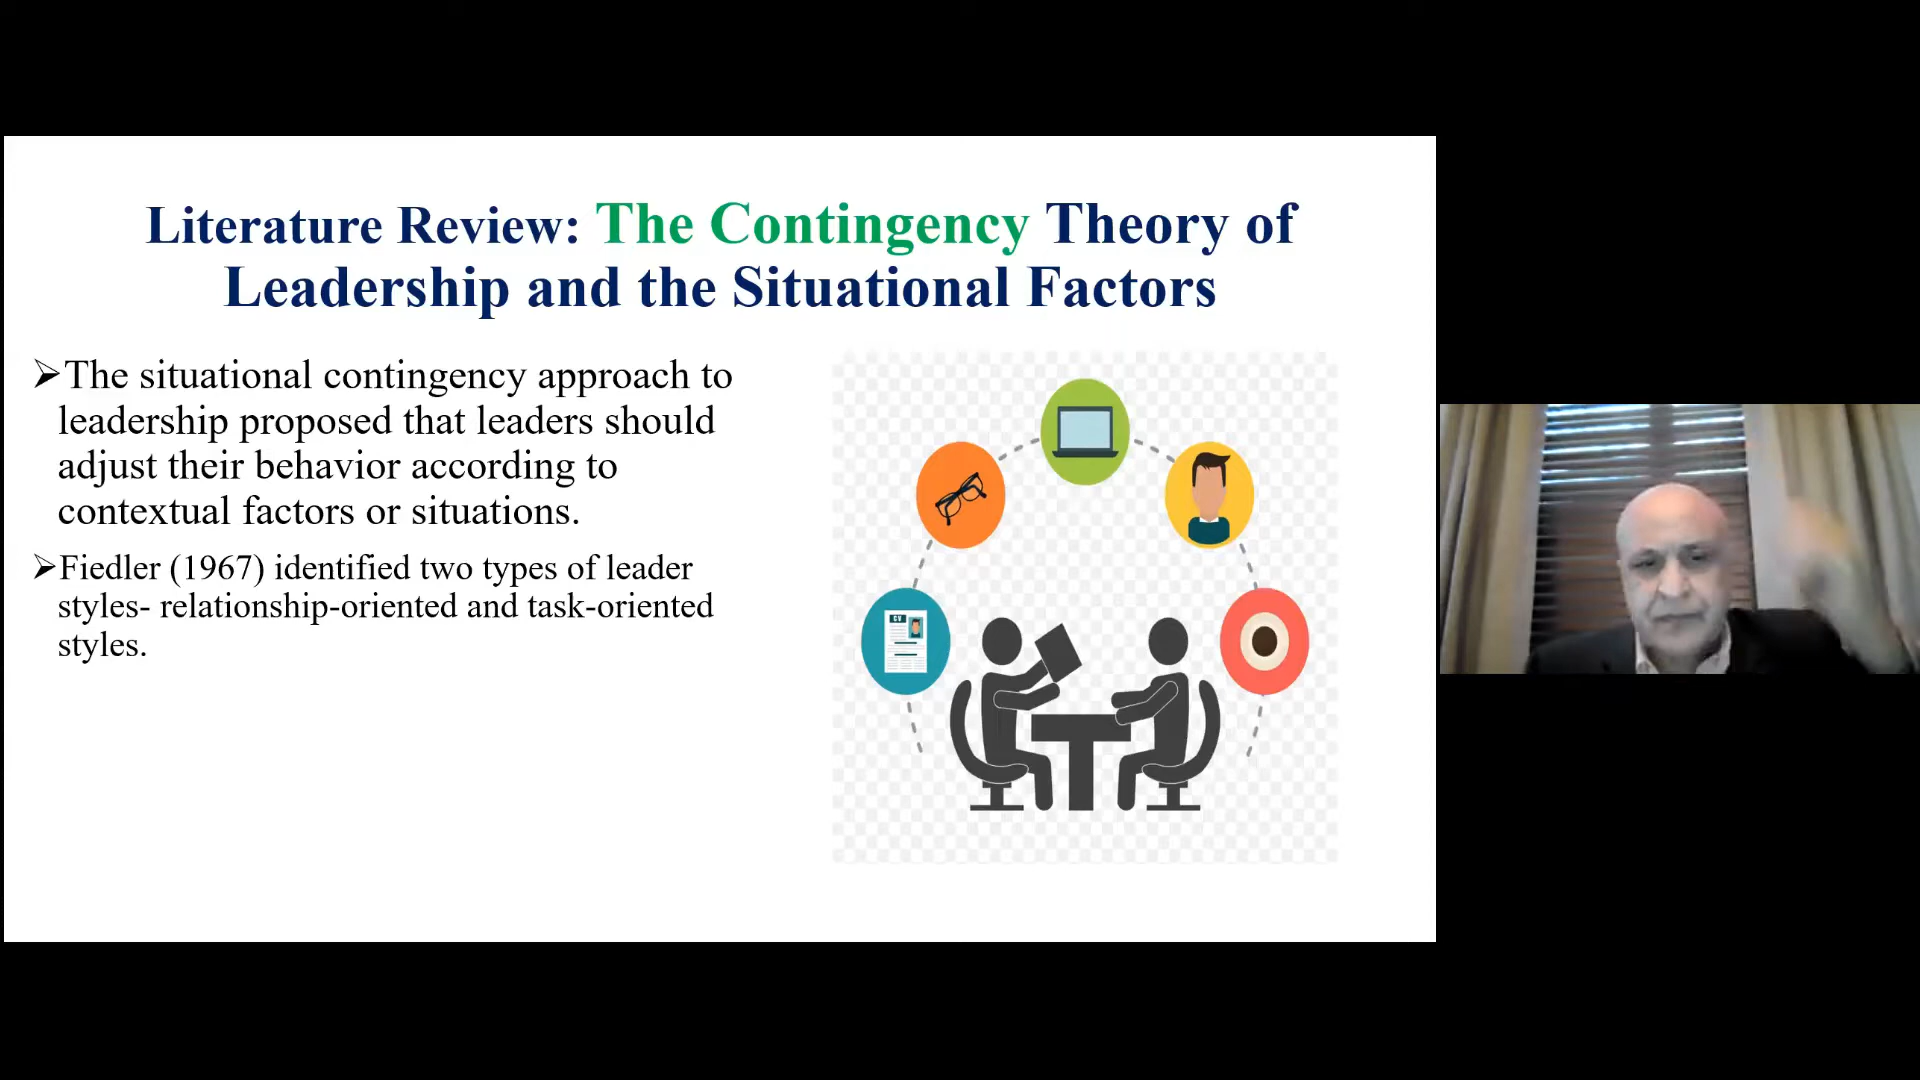 Literature Review: The Contingency Theory of
Leadership and the Situational Factors
➢The situational contingency approach to
leadership proposed that leaders should
adjust their behavior according to
contextual factors or situations.
➢Fiedler (1967) identified two types of leader
styles- relationship-oriented and task-oriented
styles.
CV